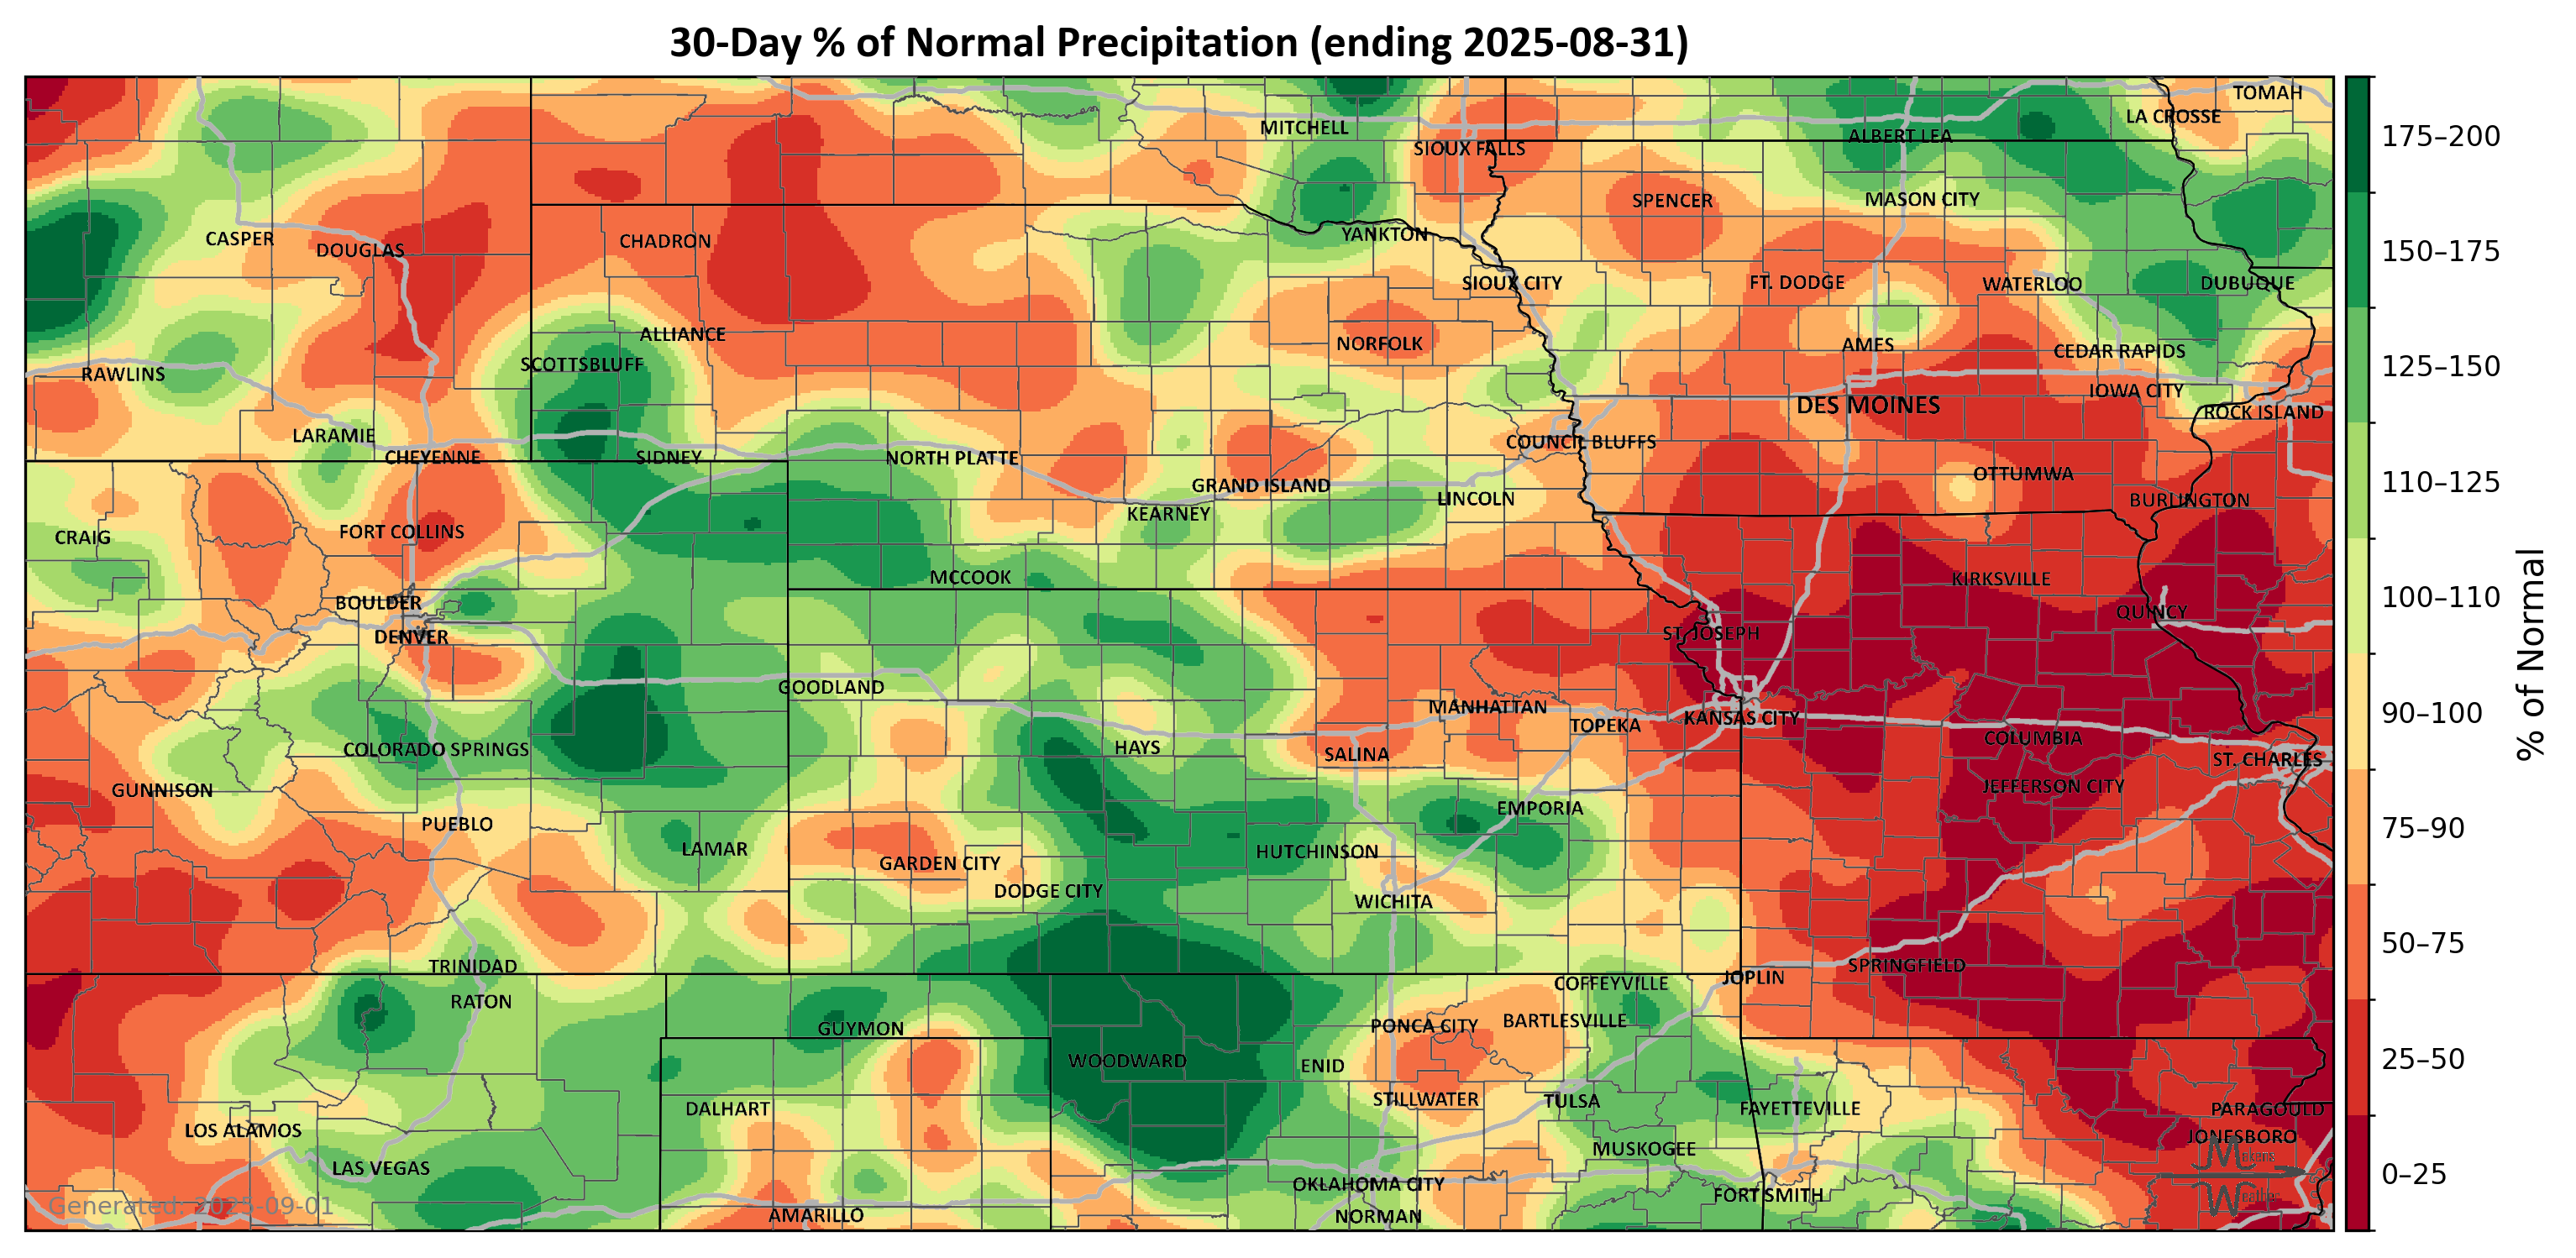 30-Day % of Normal Precipitation (ending 2025-08-31)
TOMAH
LA CROSSE
MITCHELL
ALBERT LEA
SIOUX FALLS
SPENCER
MASON CITY
CASPER
DOUGLAS
CHADRON
YANKTON
SIOUX CITY
FT. DODGE
WATERLOO
DUBUQUE
ALLIANCE
NORFOLK
AMES
CEDAR RAPIDS
SCOTTSBLUFF
RAWLINS
IOWA CITY
DES MOINES
ROCK ISLAND
LARAMIE
COUNCIL BLUFFS
CHEYENNE
SIDNEY
NORTH PLATTE
OTTUMWA
GRAND ISLAND
LINCOLN
BURLINGTON
KEARNEY
FORT COLLINS
CRAIG
MCCOOK
KIRKSVILLE
BOULDER
QUINCY
DENVER
ST. JOSEPH
GOODLAND
MANHATTAN
TOPEKA
KANSAS CITY
COLUMBIA
HAYS
COLORADO SPRINGS
SALINA
ST. CHARLES
GUNNISON
JEFFERSON CITY
EMPORIA
PUEBLO
LAMAR
HUTCHINSON
GARDEN CITY
DODGE CITY
WICHITA
TRINIDAD
SPRINGFIELD
JOPLIN
COFFEYVILLE
RATON
BARTLESVILLE
GUYMON
PONCA CITY
WOODWARD
ENID
STILLWATER
TULSA
DALHART
FAYETTEVILLE
PARAGOULD
LOS ALAMOS
JONESBORO
MUSKOGEE
LAS VEGAS
OKLAHOMA CITY
FORT SMITH
AMARILLO
NORMAN
Generated: 2025-09-01
Makens
Weather
175–200
150–175
125–150
110–125
100–110
90–100
75–90
50–75
25–50
0–25
% of Normal